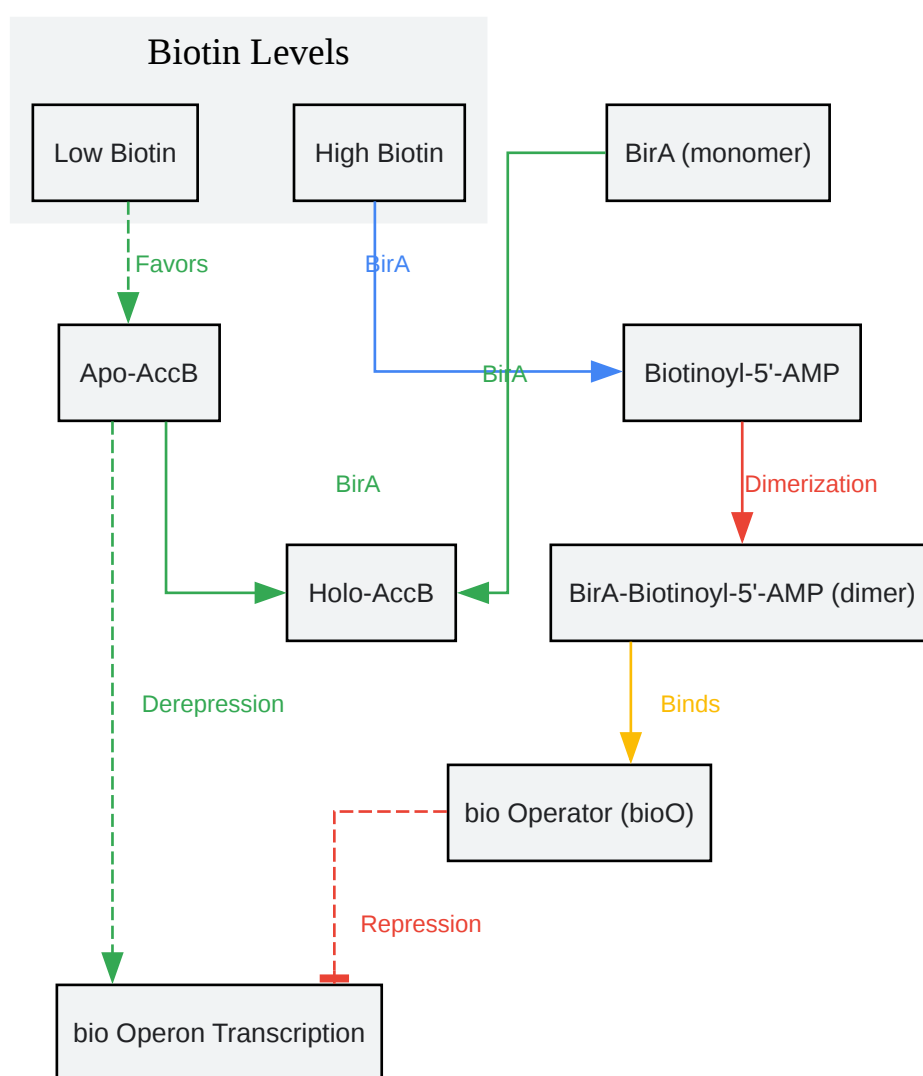 Biotin Levels
Low Biotin
High Biotin
BirA (monomer)
Favors
BirA
Apo-AccB
BirA
Biotinoyl-5'-AMP
BirA
Dimerization
Holo-AccB
BirA-Biotinoyl-5'-AMP (dimer)
Derepression
Binds
bio Operator (bioO)
Repression
bio Operon Transcription